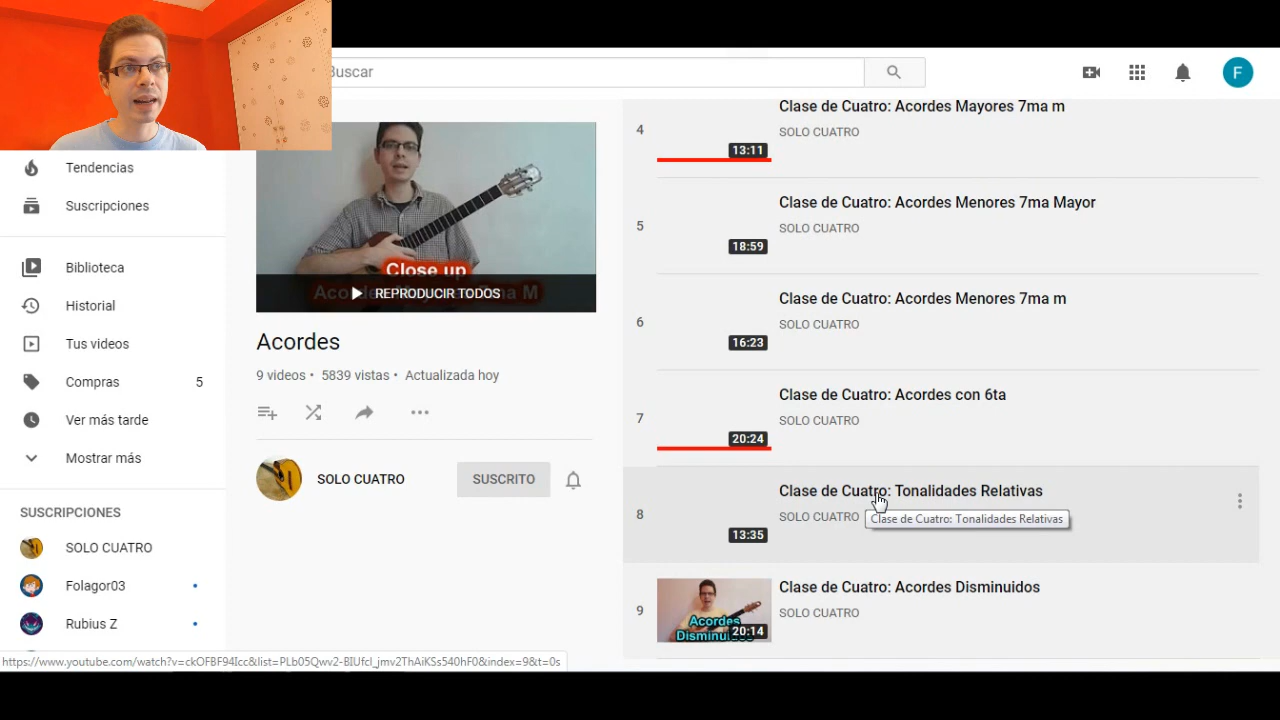 Buscar
F
Tendencias
Suscripciones
Biblioteca
Historial
Tus videos
Compras 5
Ver más tarde
Mostrar más
SUSCRIPCIONES
SOLO CUATRO
Folagor03
Rubius Z
Close up
REPRODUCIR TODOS
Acordes
9 videos • 5839 vistas • Actualizada hoy
SOLO CUATRO
SUSCRITO
4
13:11
Clase de Cuatro: Acordes Mayores 7ma m
SOLO CUATRO
5
18:59
Clase de Cuatro: Acordes Menores 7ma Mayor
SOLO CUATRO
6
16:23
Clase de Cuatro: Acordes Menores 7ma m
SOLO CUATRO
7
20:24
Clase de Cuatro: Acordes con 6ta
SOLO CUATRO
8
13:35
Clase de Cuatro: Tonalidades Relativas
SOLO CUATRO
Clase de Cuatro: Tonalidades Relativas
9
Acordes
20:14
Clase de Cuatro: Acordes Disminuidos
SOLO CUATRO
https://www.youtube.com/watch?v=ckOFBF94Icc&list=PLb05Qwv2-BIUfcl_jmv2ThAiKSs540hF0&index=9&t=0s